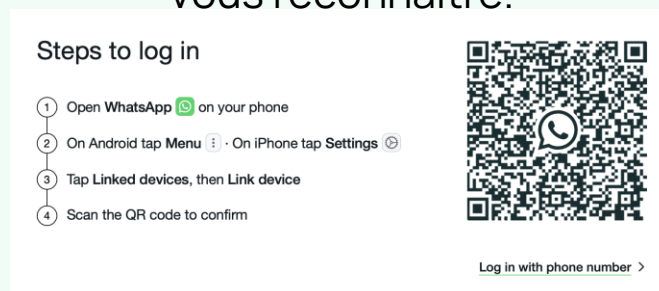 vous reconnaître.
Steps to log in
1 Open WhatsApp on your phone
2 On Android tap Menu · On iPhone tap Settings
3 Tap Linked devices, then Link device
4 Scan the QR code to confirm
Log in with phone number >